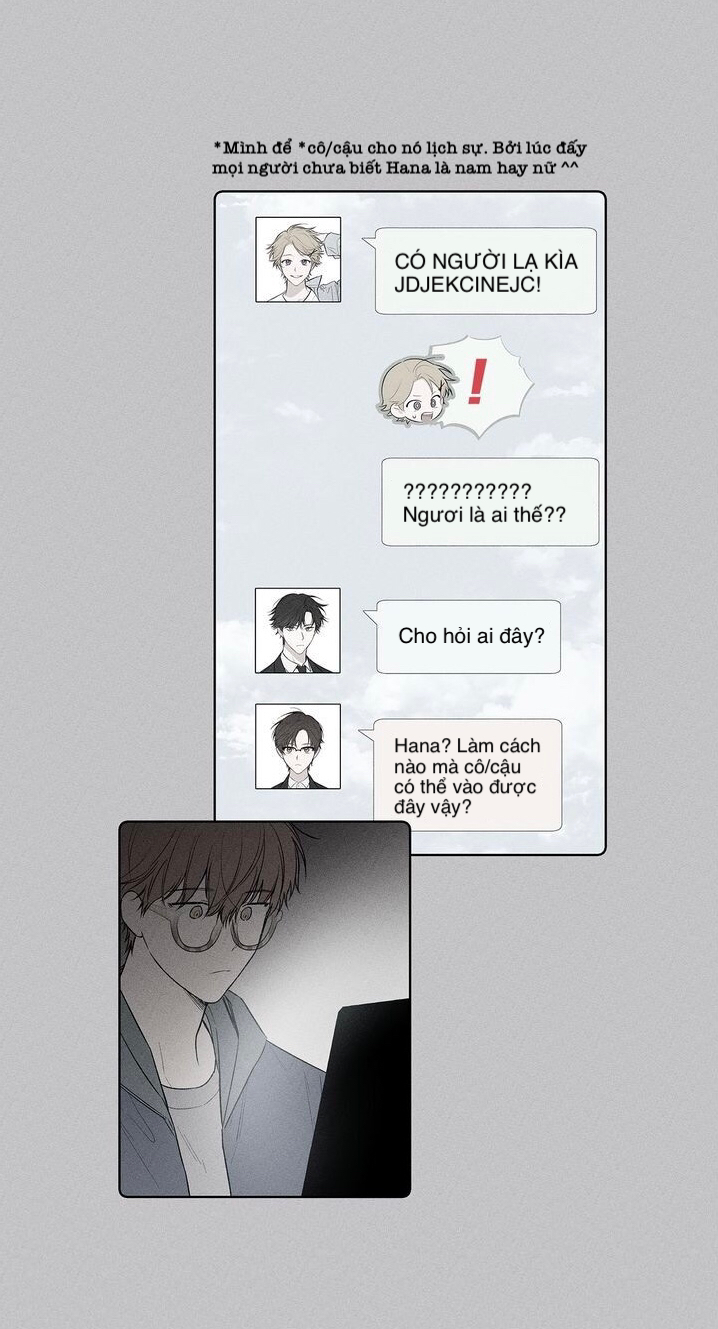 *Mình để *cô/cậu cho nó lịch sự. Bởi lúc đấy
mọi người chưa biết Hana là nam hay nữ ^^
CÓ NGƯỜI LẠ KÌA
JDJEKCINEJC!
!
???????????
Ngươi là ai thế??
Cho hỏi ai đây?
Hana? Làm cách
nào mà cô/cậu
có thể vào được
đây vậy?